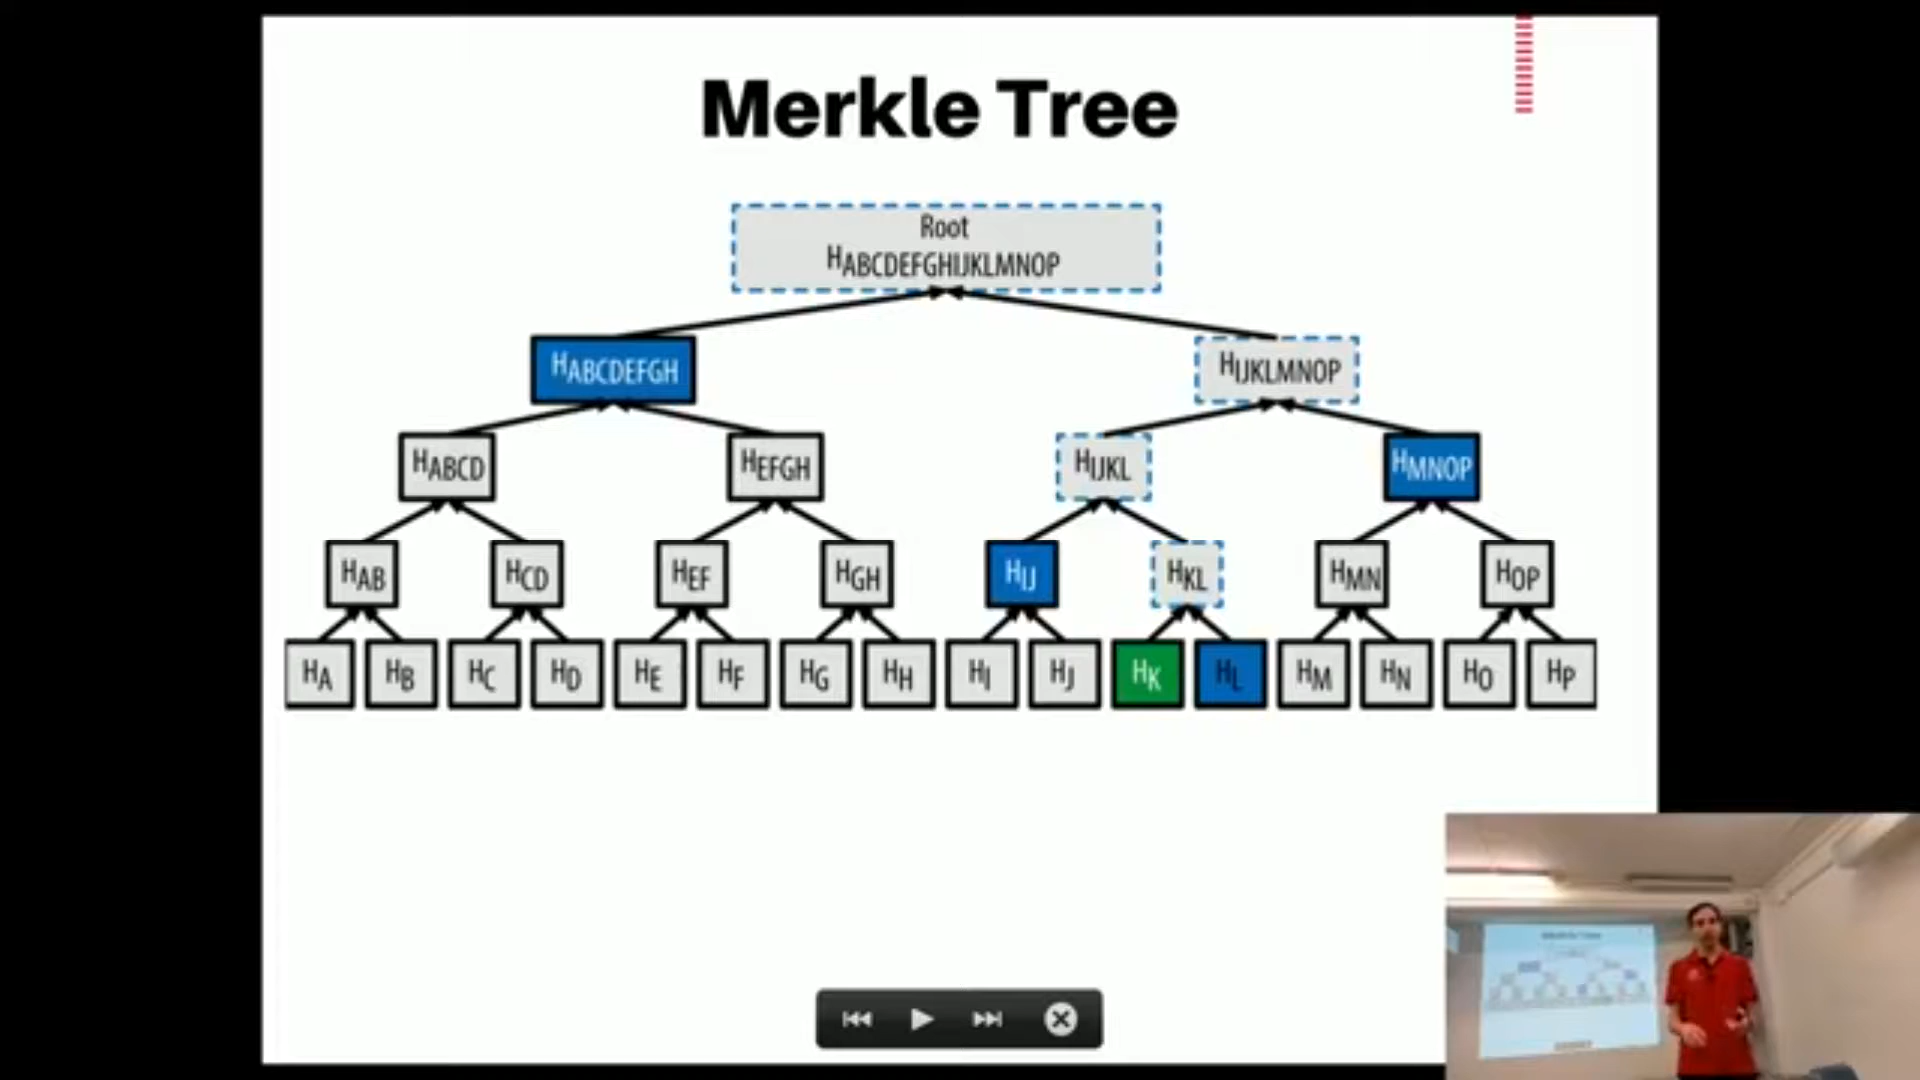 Merkle Tree
Root
HABCDEFGHIJKLMNOP
HABCDEFGH HIJKLMNOP
HABCD HEFGH HIJKL HMNOP
HAB HCD HEF HGH HIJ HKL HMN HOP
HA HB HC HD HE HF HG HH HI HJ HK HL HM HN HO HP